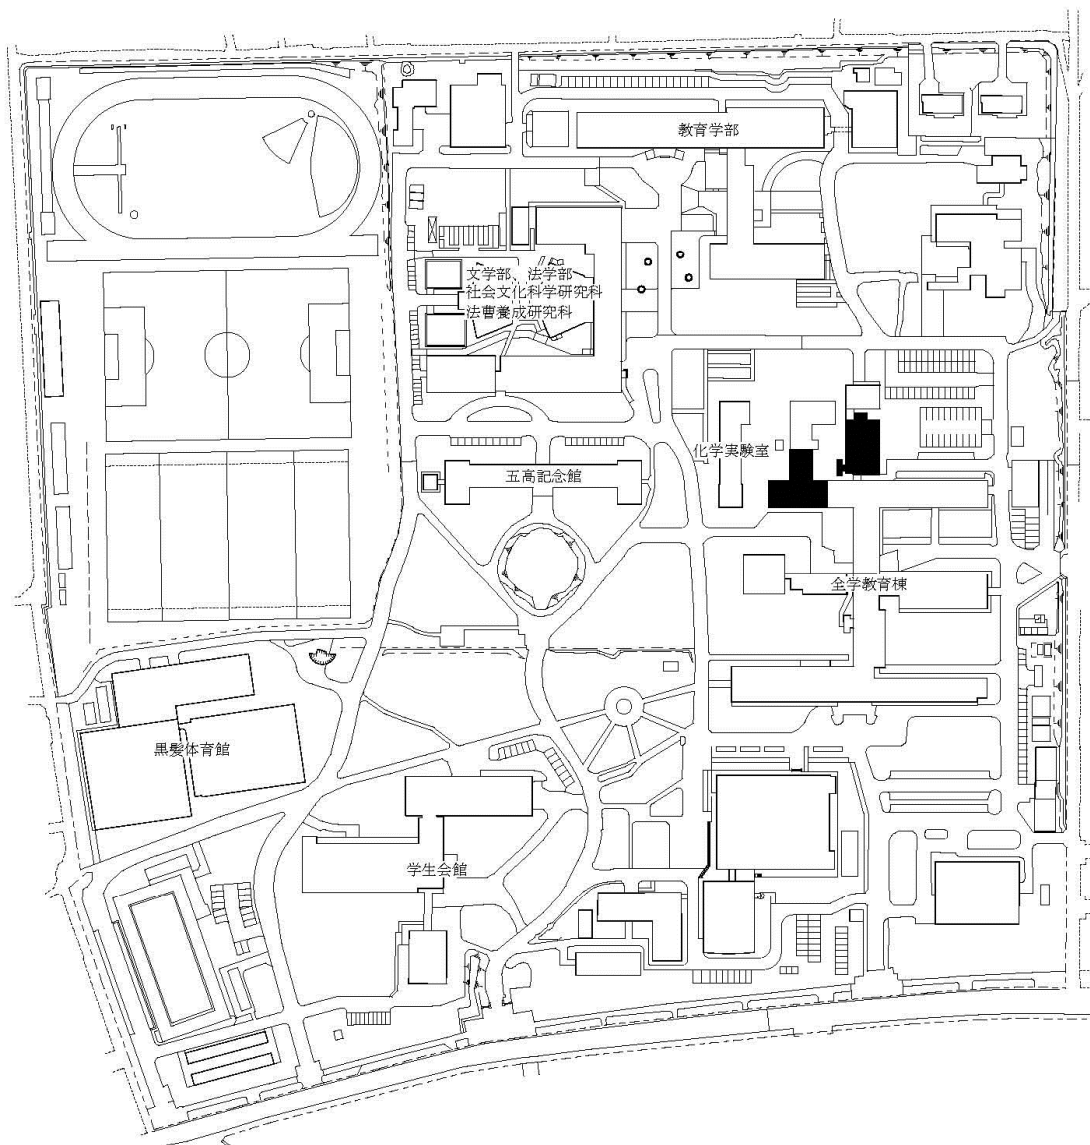 教育学部
文学部、法学部
社会文化科学研究科
法曹養成研究科
化学実験室
五高記念館
全学教育棟
黒髪体育館
学生会館